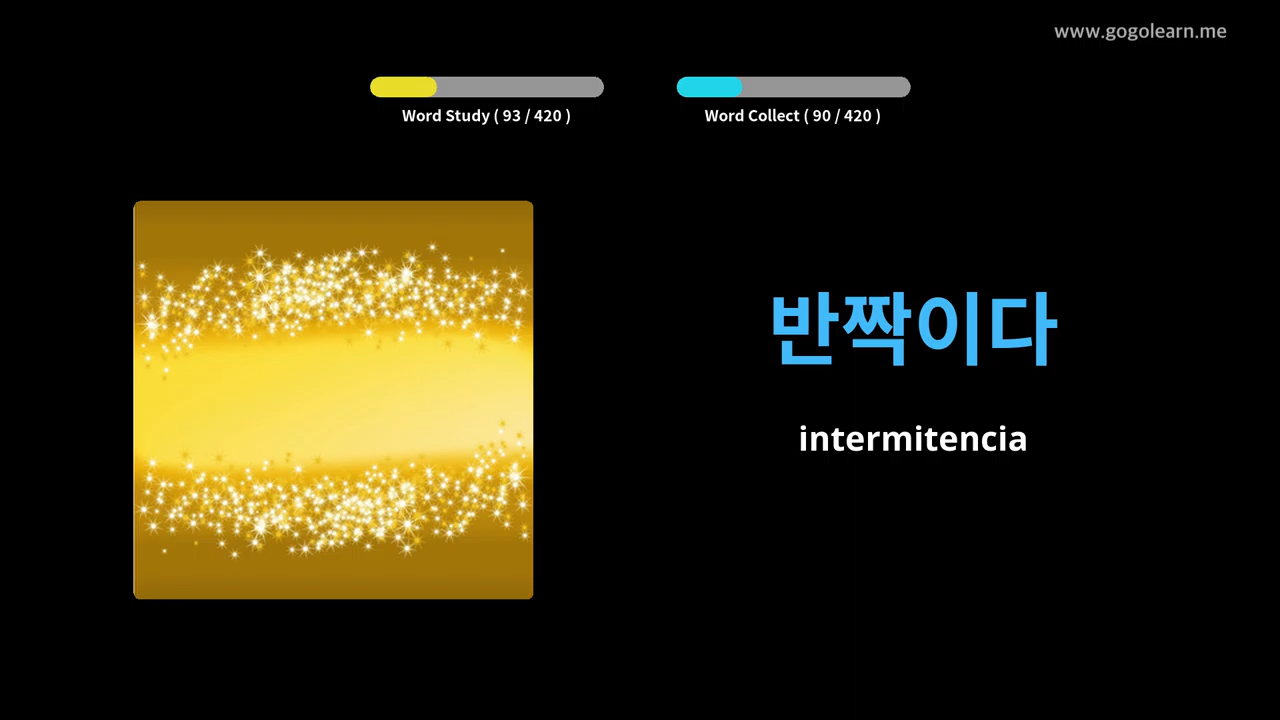 www.gogolearn.me
Word Study ( 93 / 420 )
Word Collect ( 90 / 420 )
반짝이다
intermitencia